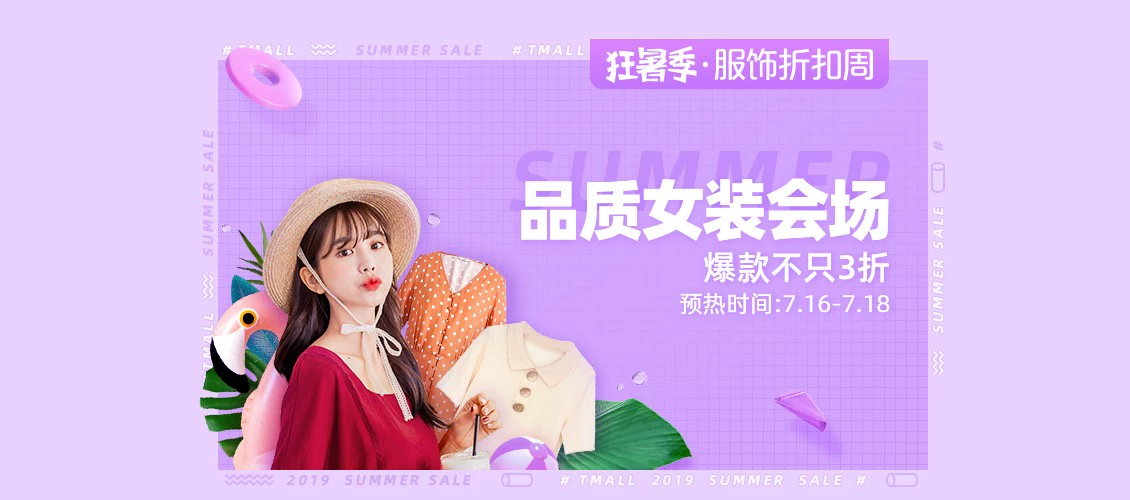 # TMALL
SUMMER SALE
# TMALL
狂暑季·服饰折扣周
SUMMER
品质女装会场
爆款不只3折
预热时间:7.16-7.18
SUMMER SALE
TMALL
#
SUMMER SALE
2019 SUMMER SALE
# TMALL 2019 SUMMER SALE #